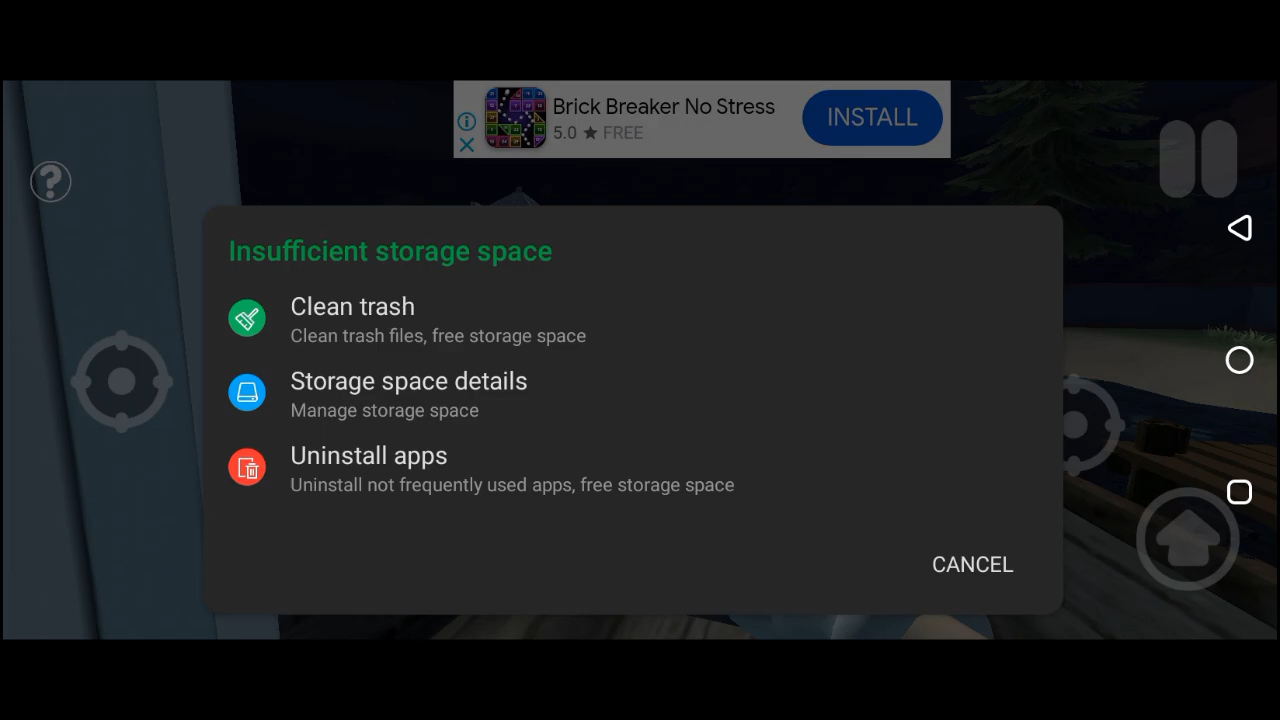 Brick Breaker No Stress
5.0 ★ FREE
INSTALL
?
Insufficient storage space
Clean trash
Clean trash files, free storage space
Storage space details
Manage storage space
Uninstall apps
Uninstall not frequently used apps, free storage space
CANCEL